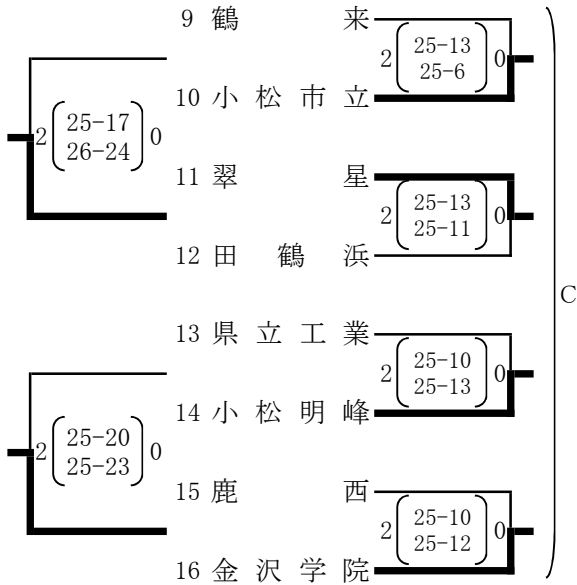 9 鶴来
2 25-13 0
25-6
10 小松市立
2 25-17 0
26-24
11 翠星
2 25-13 0
25-11
12 田鶴浜
C
13 県立工業
2 25-10 0
25-13
14 小松明峰
2 25-20 0
25-23
15 鹿西
2 25-10 0
25-12
16 金沢学院